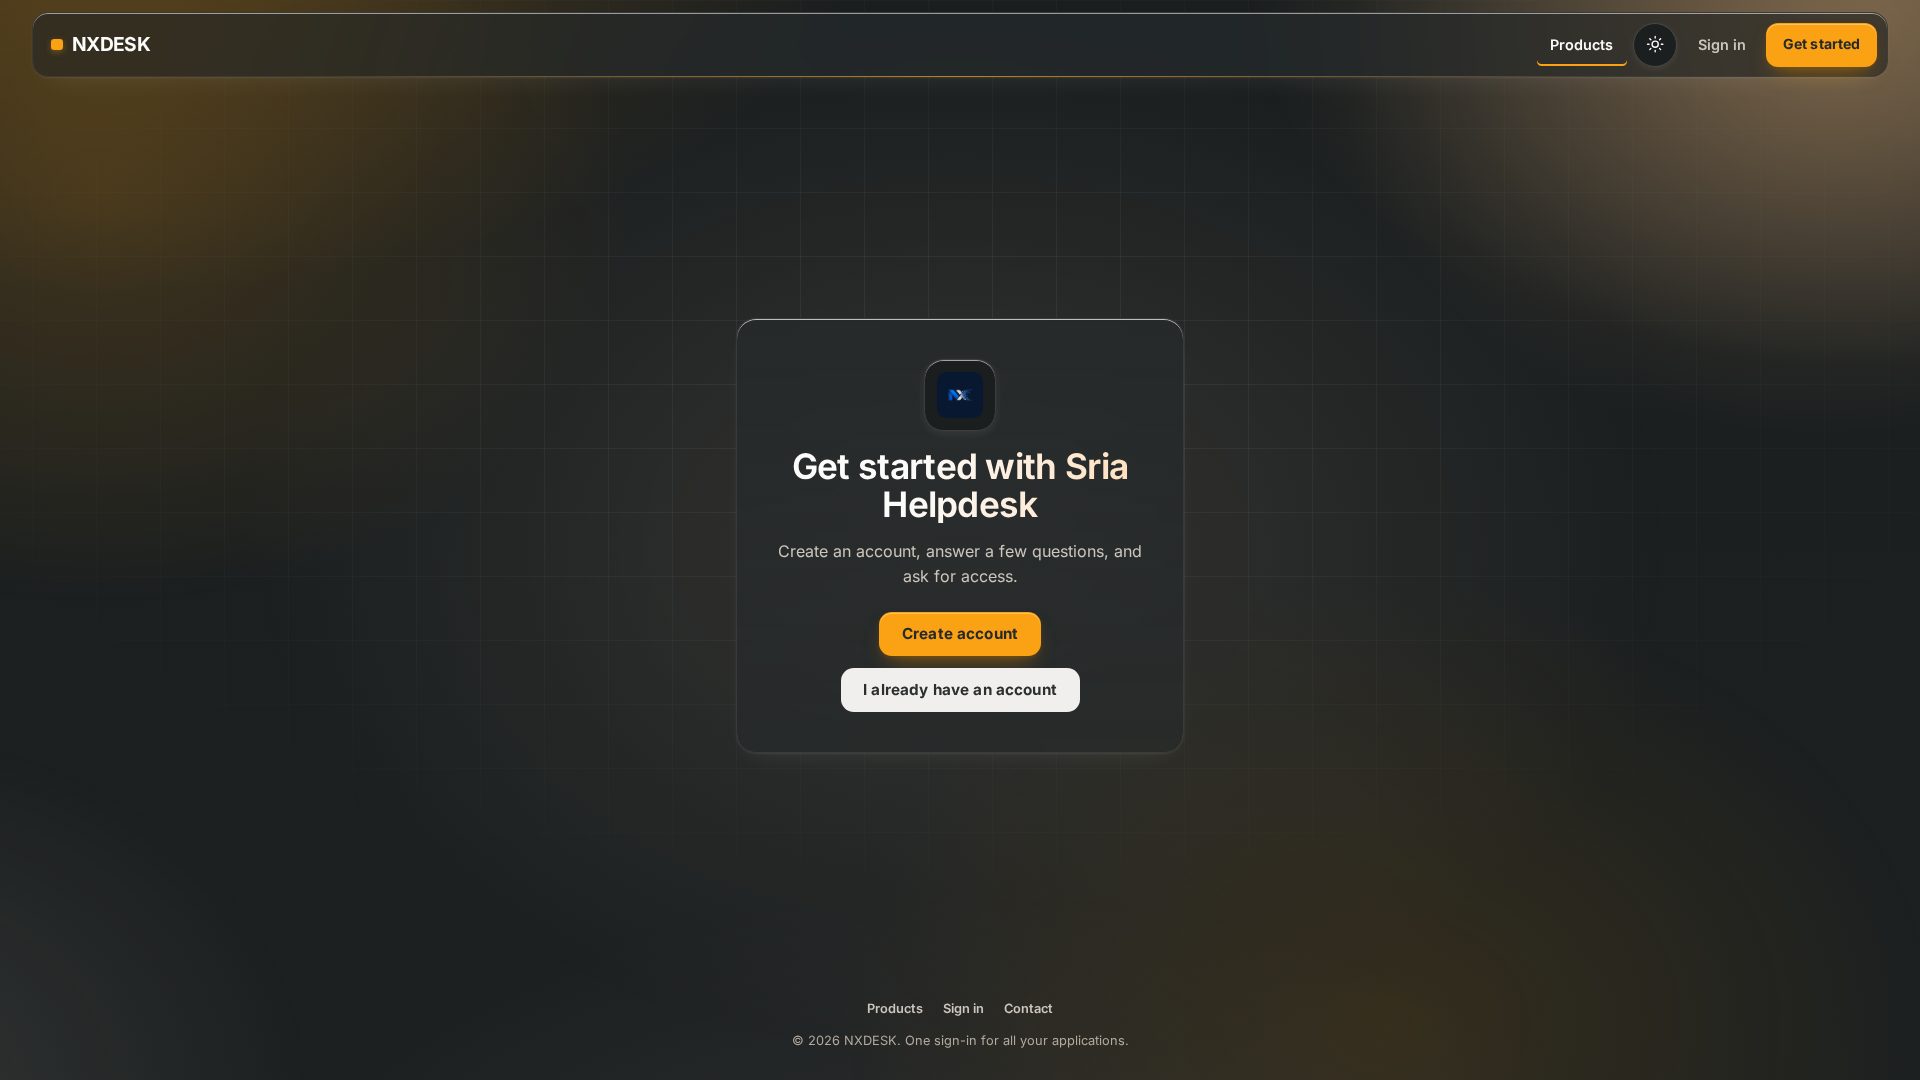 NXDESK
Products
Sign in
Get started
NX
Get started with Sria
Helpdesk
Create an account, answer a few questions, and
ask for access.
Create account
I already have an account
Products Sign in Contact
© 2026 NXDESK. One sign-in for all your applications.